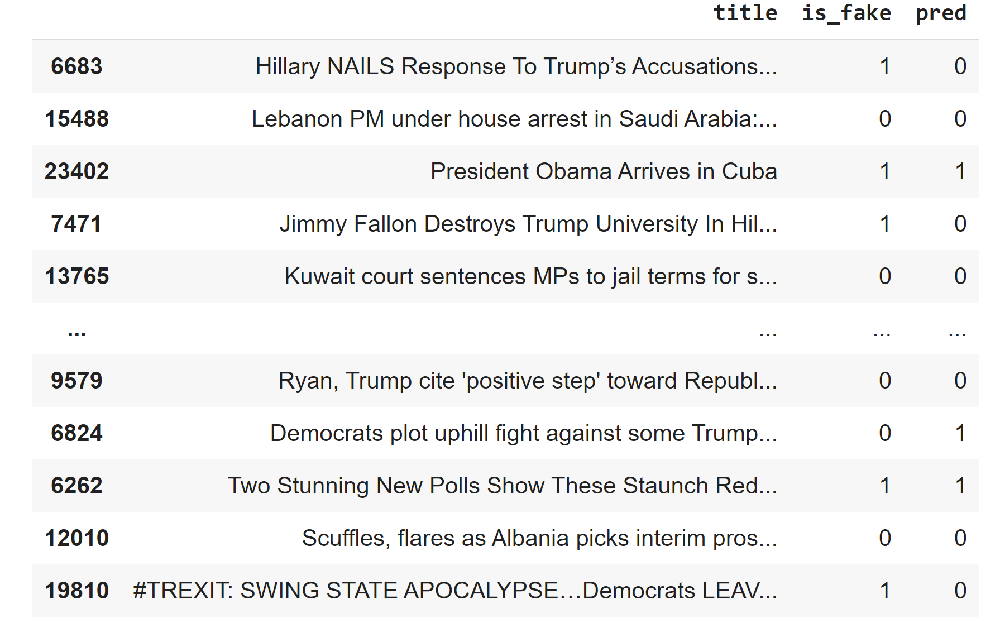 title is_fake pred
6683 Hillary NAILS Response To Trump’s Accusations... 1 0
15488 Lebanon PM under house arrest in Saudi Arabia:... 0 0
23402 President Obama Arrives in Cuba 1 1
7471 Jimmy Fallon Destroys Trump University In Hil... 1 0
13765 Kuwait court sentences MPs to jail terms for s... 0 0
... ... ... ...
9579 Ryan, Trump cite 'positive step' toward Republ... 0 0
6824 Democrats plot uphill fight against some Trump... 0 1
6262 Two Stunning New Polls Show These Staunch Red... 1 1
12010 Scuffles, flares as Albania picks interim pros... 0 0
19810 #TREXIT: SWING STATE APOCALYPSE…Democrats LEAV... 1 0